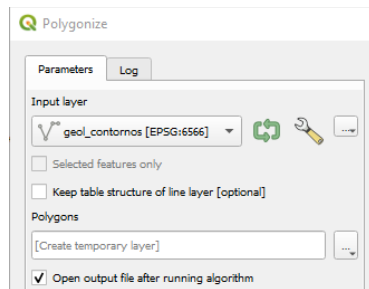 Polygonize
Parameters Log
Input layer
geol_contornos [EPSG:6566]
Selected features only
Keep table structure of line layer [optional]
Polygons
[Create temporary layer]
Open output file after running algorithm